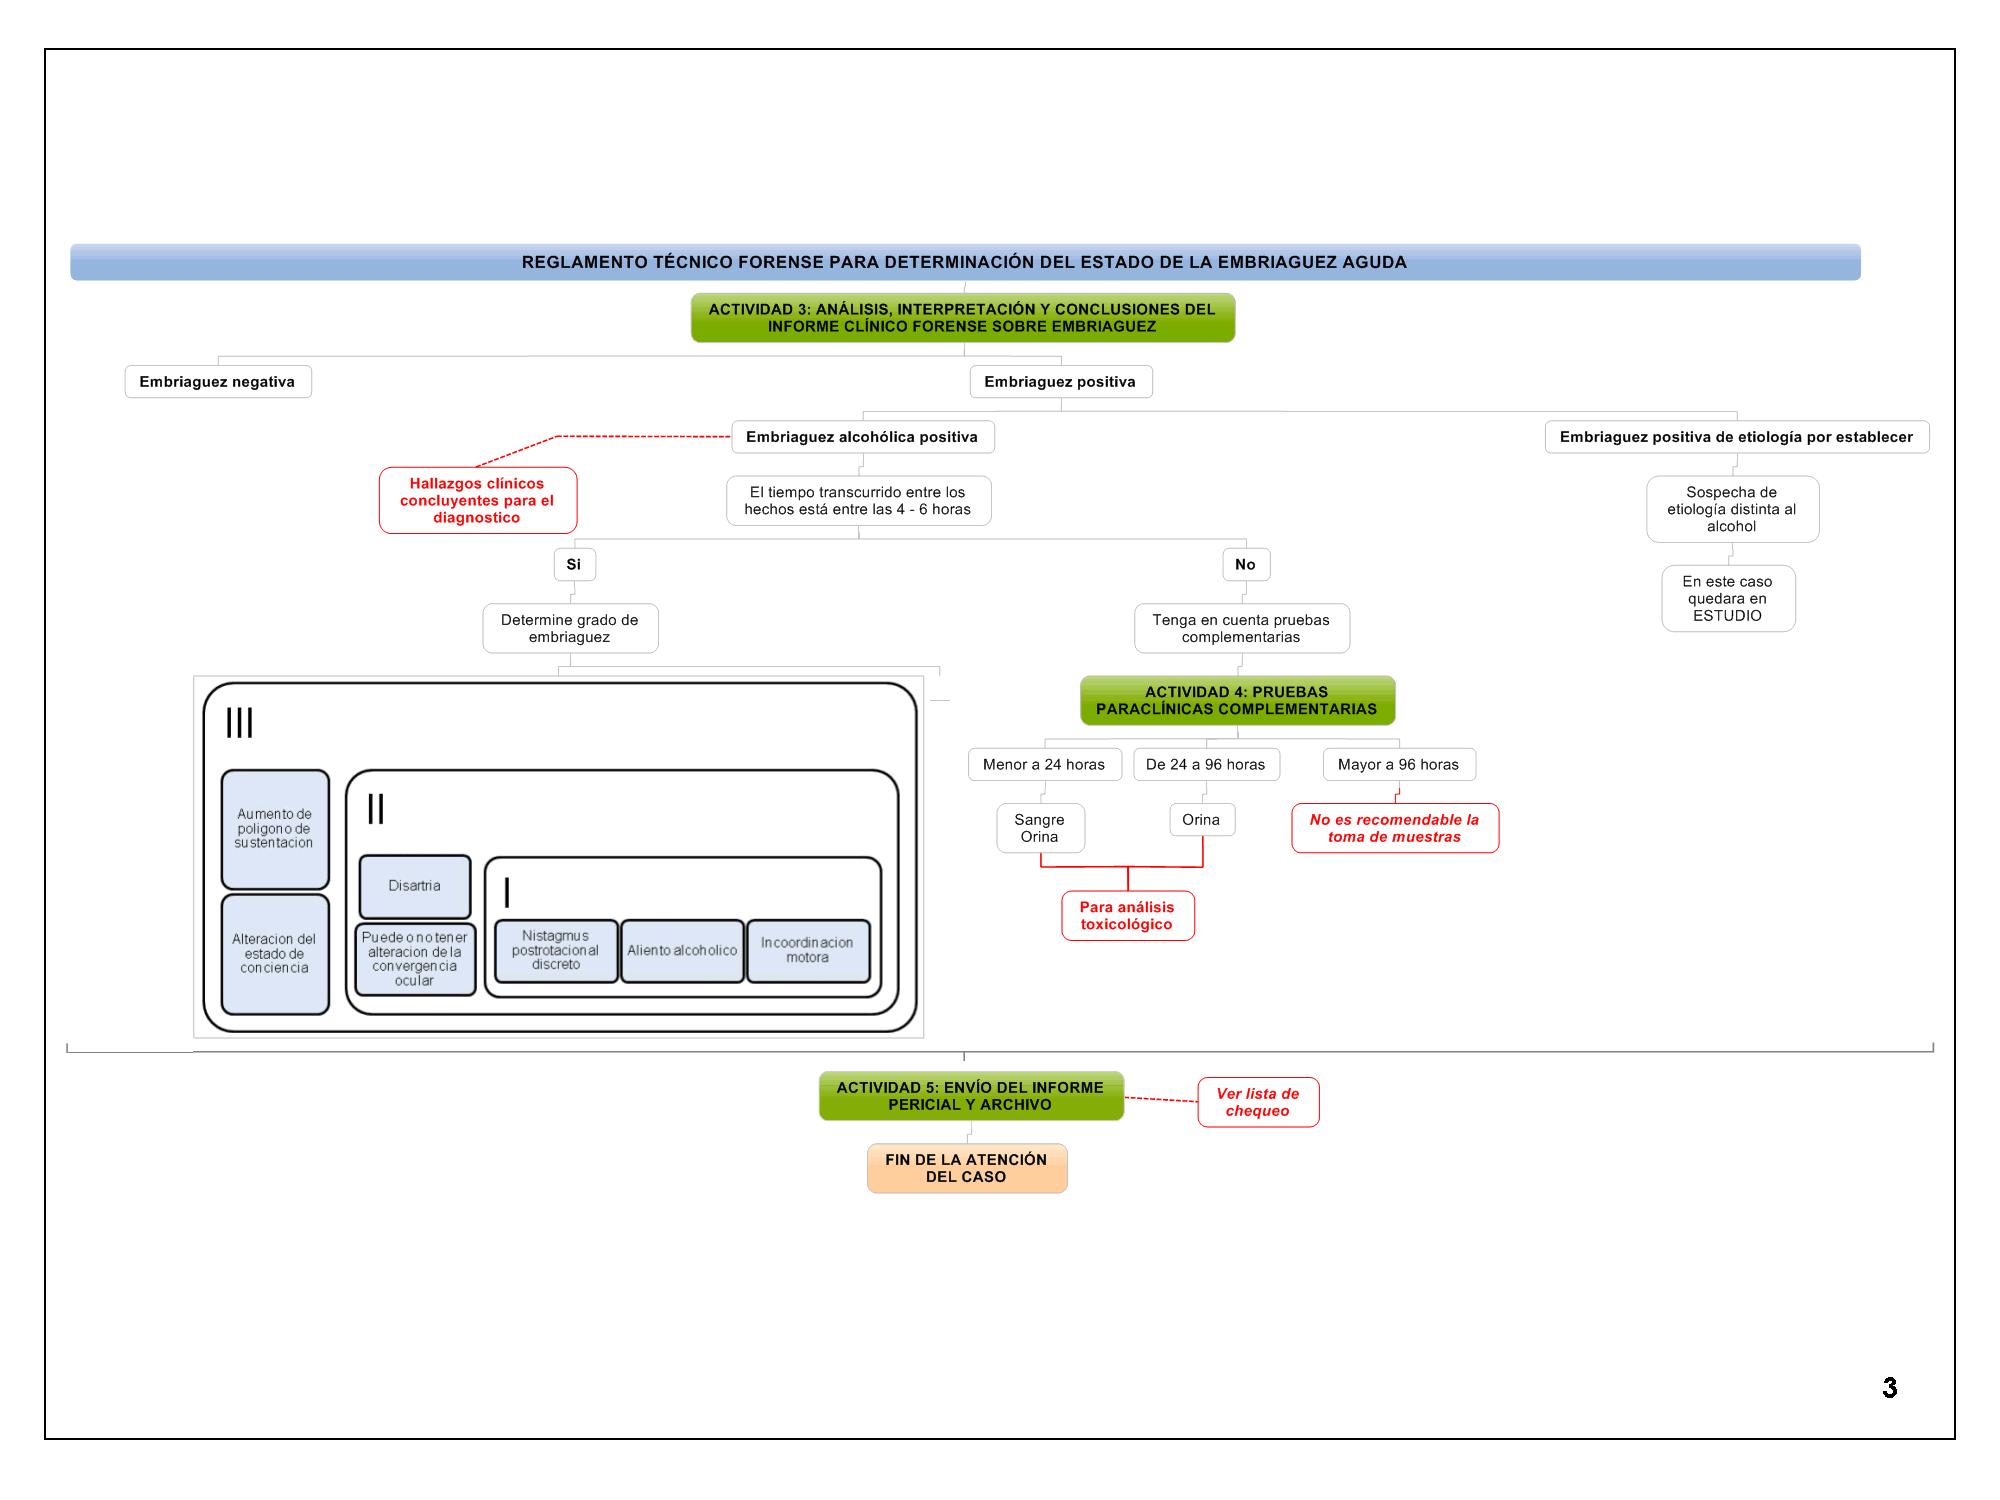 REGLAMENTO TÉCNICO FORENSE PARA DETERMINACIÓN DEL ESTADO DE LA EMBRIAGUEZ AGUDA
ACTIVIDAD 3: ANÁLISIS, INTERPRETACIÓN Y CONCLUSIONES DEL
INFORME CLÍNICO FORENSE SOBRE EMBRIAGUEZ
Embriaguez negativa
Embriaguez positiva
Embriaguez alcohólica positiva
Embriaguez positiva de etiología por establecer
Hallazgos clínicos
concluyentes para el
diagnostico
El tiempo transcurrido entre los
hechos está entre las 4 - 6 horas
Sospecha de
etiología distinta al
alcohol
Si
No
En este caso
quedara en
ESTUDIO
Determine grado de
embriaguez
Tenga en cuenta pruebas
complementarias
III
Aumento de
poligono de
sustentacion
Alteracion del
estado de
conciencia
II
Disartria
Puede o no tener
alteracion de la
convergencia
ocular
I
Nistagmus
postrotacional
discreto
Aliento alcoholico
Incoordinacion
motora
ACTIVIDAD 4: PRUEBAS
PARACLÍNICAS COMPLEMENTARIAS
Menor a 24 horas
De 24 a 96 horas
Mayor a 96 horas
Sangre
Orina
Orina
No es recomendable la
toma de muestras
Para análisis
toxicológico
ACTIVIDAD 5: ENVÍO DEL INFORME
PERICIAL Y ARCHIVO
Ver lista de
chequeo
FIN DE LA ATENCIÓN
DEL CASO
3